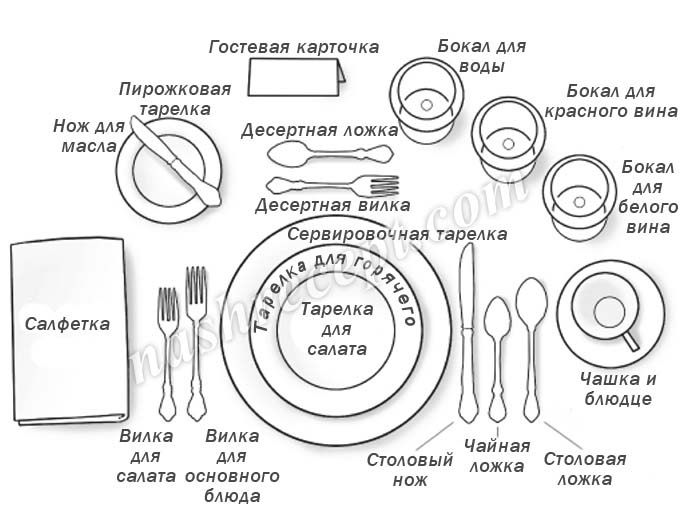 Гостевая карточка
Бокал для
воды
Пирожковая
тарелка
Бокал для
красного вина
Нож для
масла
Десертная ложка
Бокал
для
белого
вина
Десертная вилка
Сервировочная тарелка
Тарелка для горячего
Тарелка
для
салата
Салфетка
Чашка и
блюдце
Вилка
для
салата
Вилка
для
основного
блюда
Столовый
нож
Чайная
ложка
Столовая
ложка
nashrecept.com